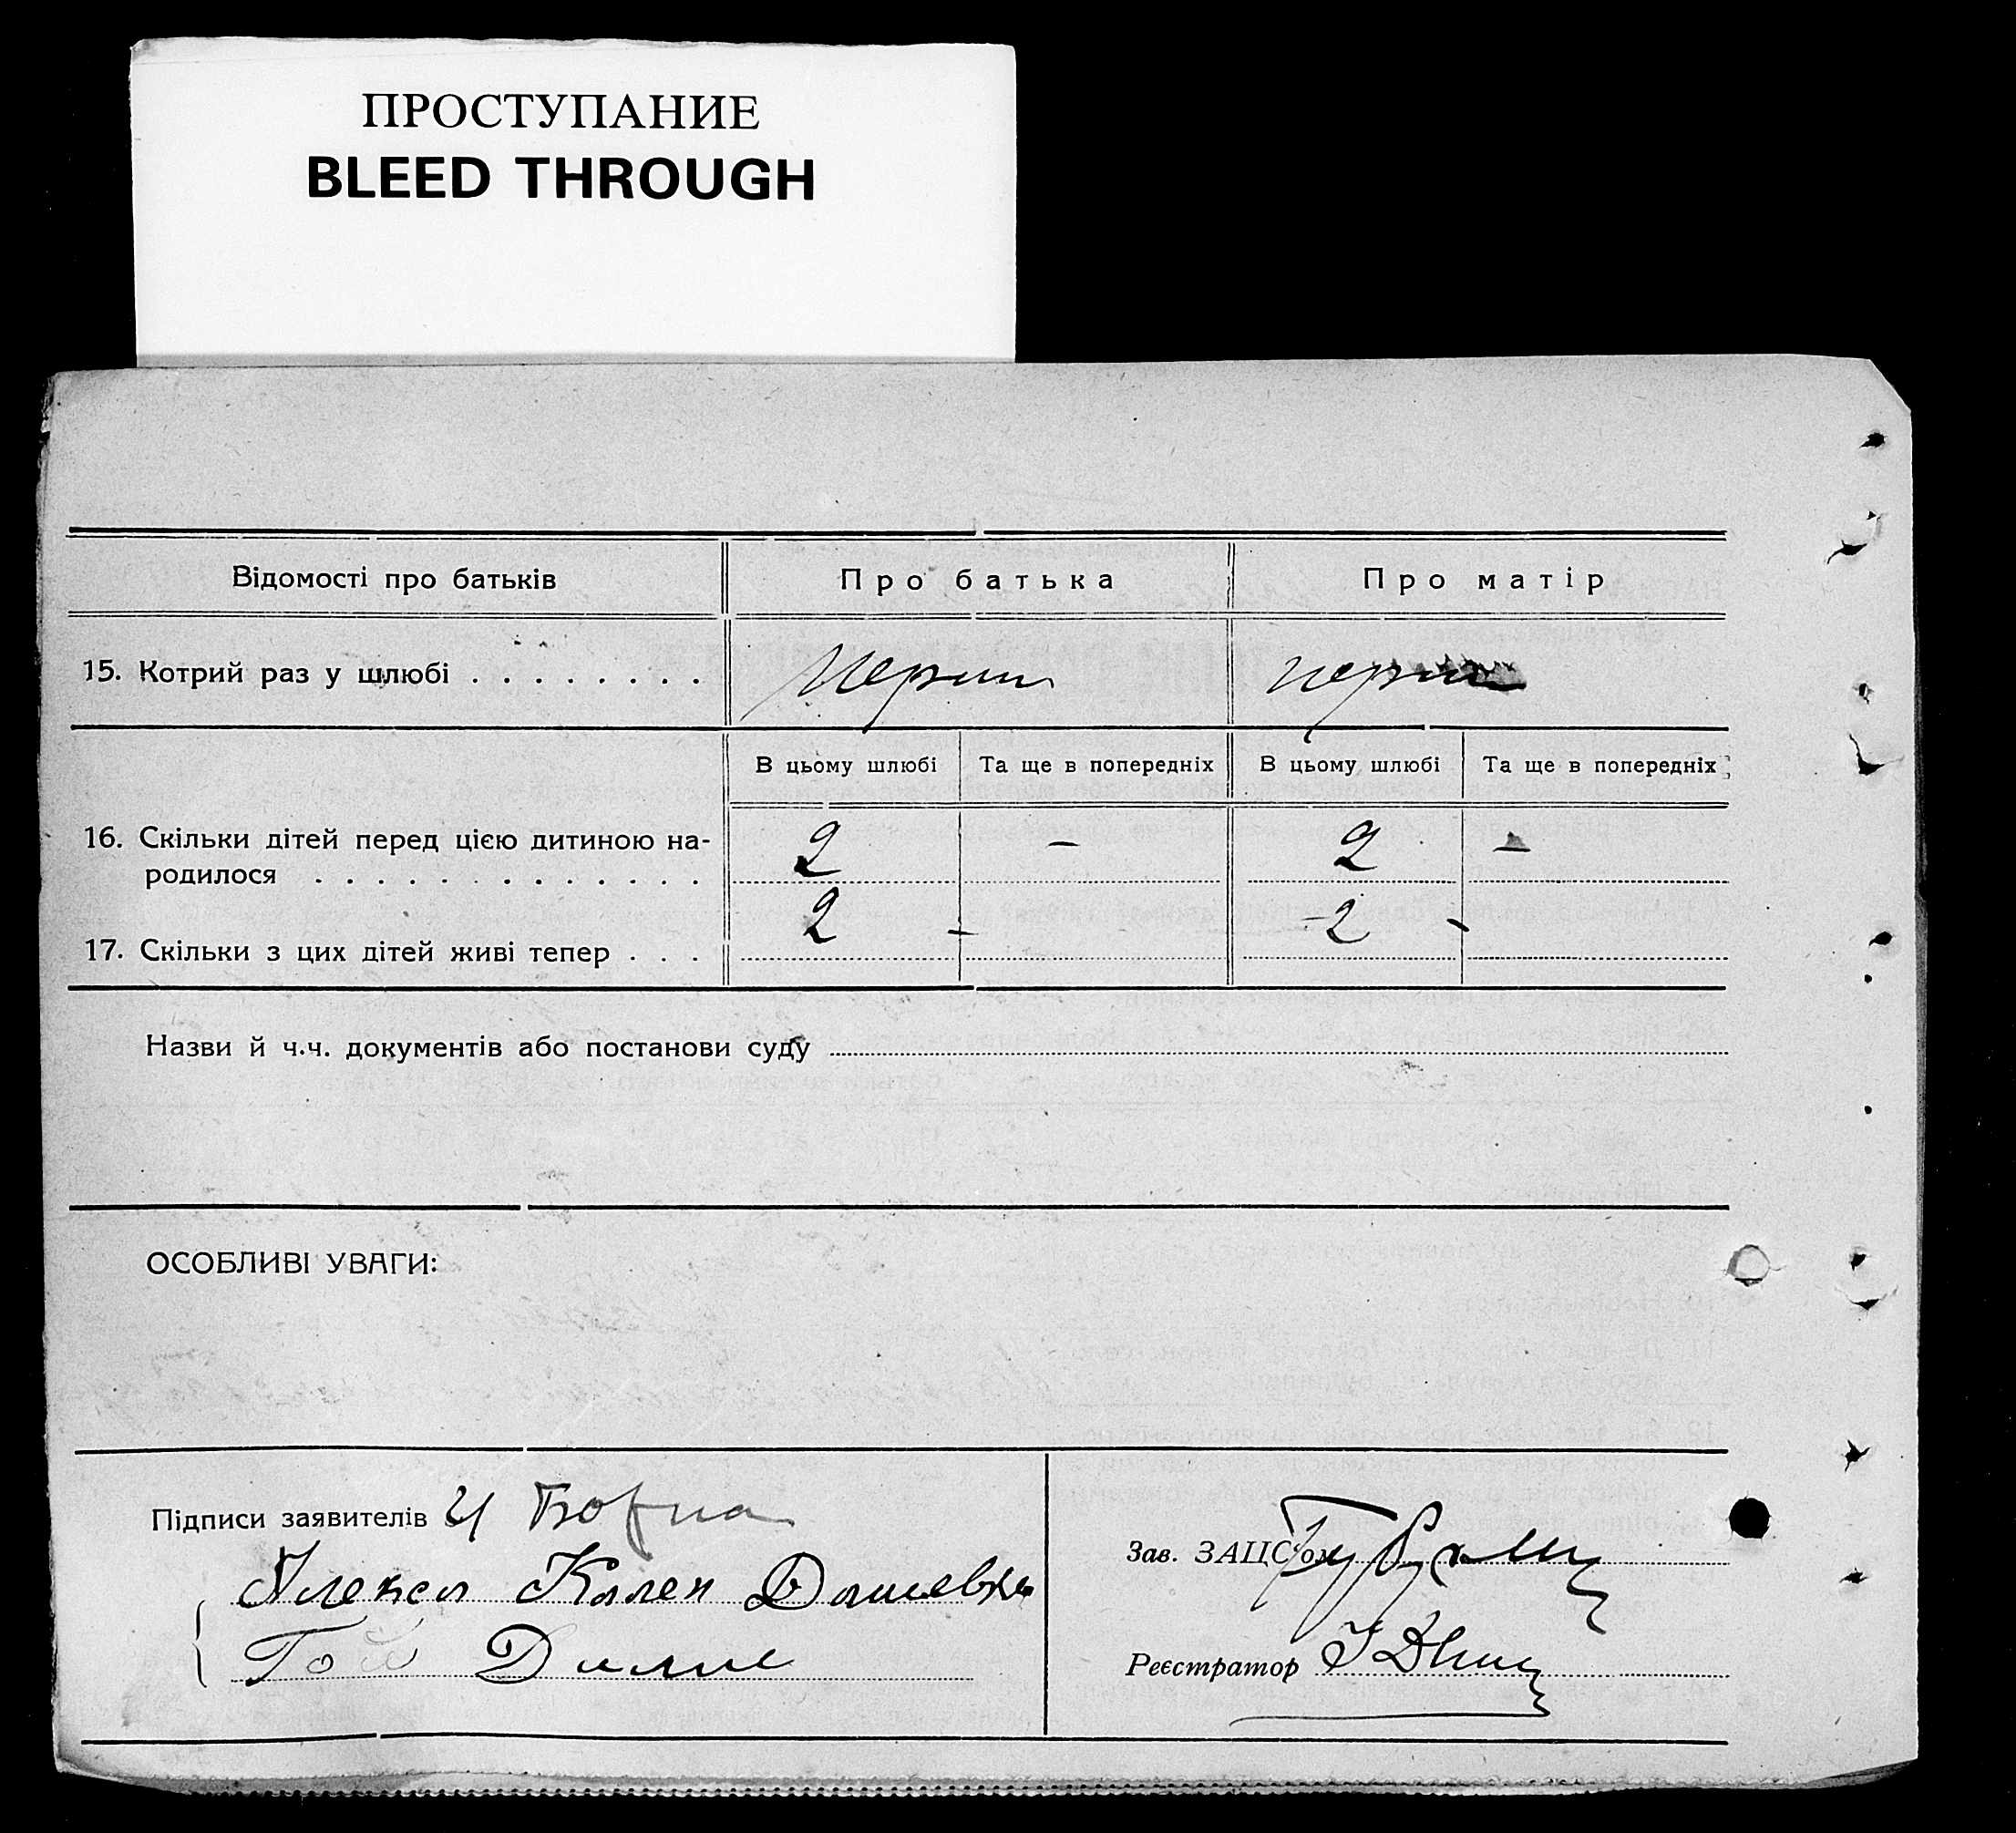 ПРОСТУПАНИЕ
BLEED THROUGH
Відомості про батьків Про батька Про матір
15. Котрий раз у шлюбі . . . . . . . .
В цьому шлюбі Та ще в попередніх В цьому шлюбі Та ще в попередніх
16. Скільки дітей перед цією дитиною на- 2 — 2 —
родилося . . . . . . . . . . . . . .
17. Скільки з цих дітей живі тепер . . . 2 - 2 -
Назви й ч.ч. документів або постанови суду
ОСОБЛИВІ УВАГИ:
Підписи заявителів
Зав. ЗАЦС'ом
Реєстратор